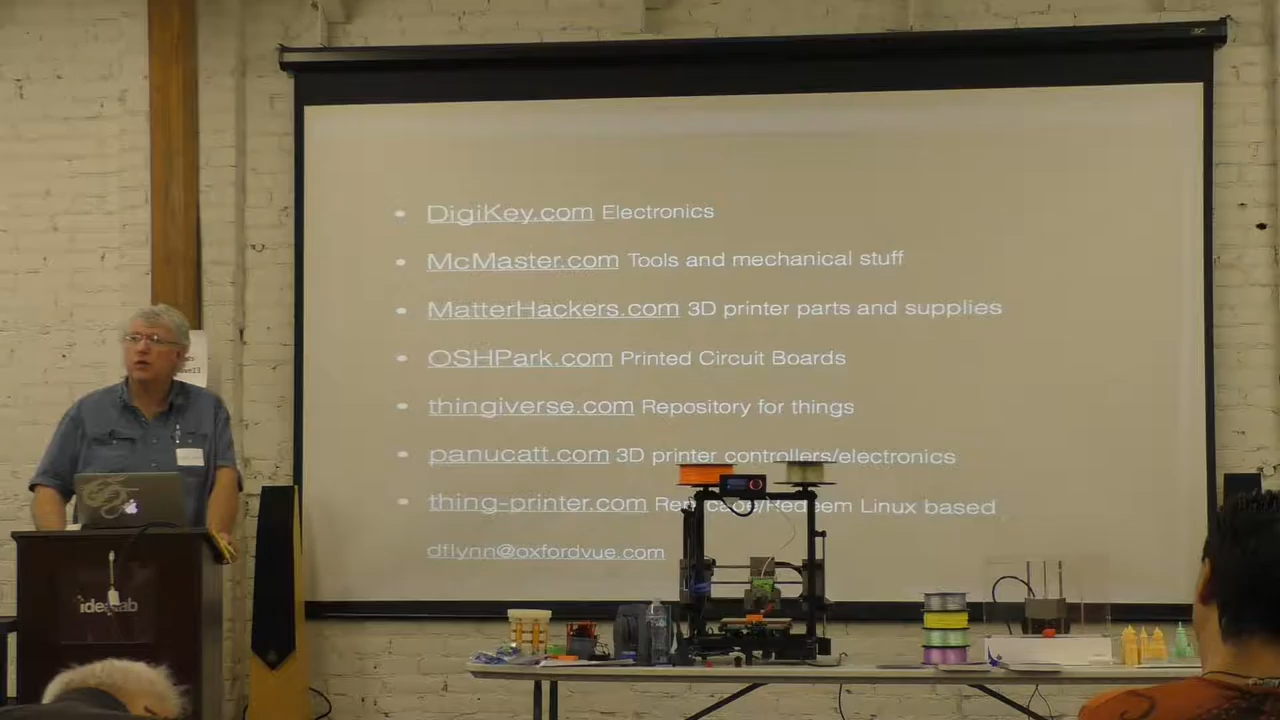 DigiKey.com Electronics
McMaster.com Tools and mechanical stuff
MatterHackers.com 3D printer parts and supplies
OSHPark.com Printed Circuit Boards
thingiverse.com Repository for things
panucatt.com 3D printer controllers/electronics
thing-printer.com Linux based
dflynn@oxfordvue.com
idealab